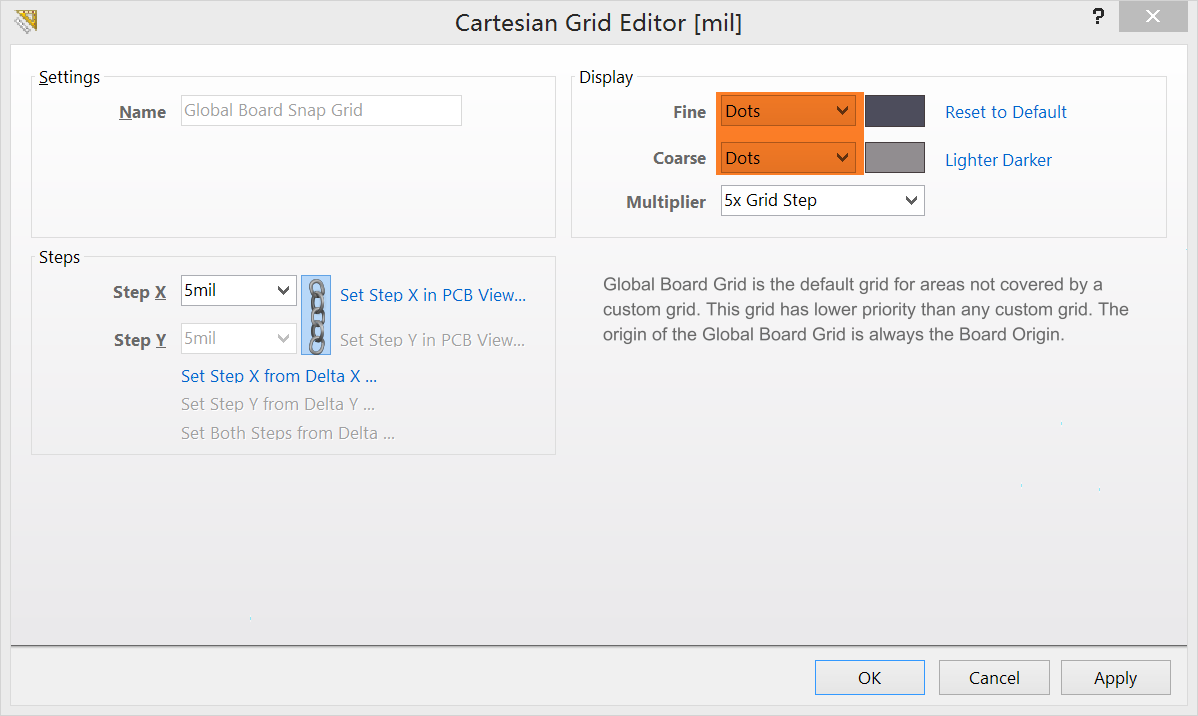 Cartesian Grid Editor [mil]
?
Settings
Name Global Board Snap Grid
Display
Fine Dots Reset to Default
Coarse Dots Lighter Darker
Multiplier 5x Grid Step
Steps
Step X 5mil Set Step X in PCB View...
Step Y 5mil Set Step Y in PCB View...
Set Step X from Delta X ...
Set Step Y from Delta Y ...
Set Both Steps from Delta ...
Global Board Grid is the default grid for areas not covered by a
custom grid. This grid has lower priority than any custom grid. The
origin of the Global Board Grid is always the Board Origin.
OK Cancel Apply